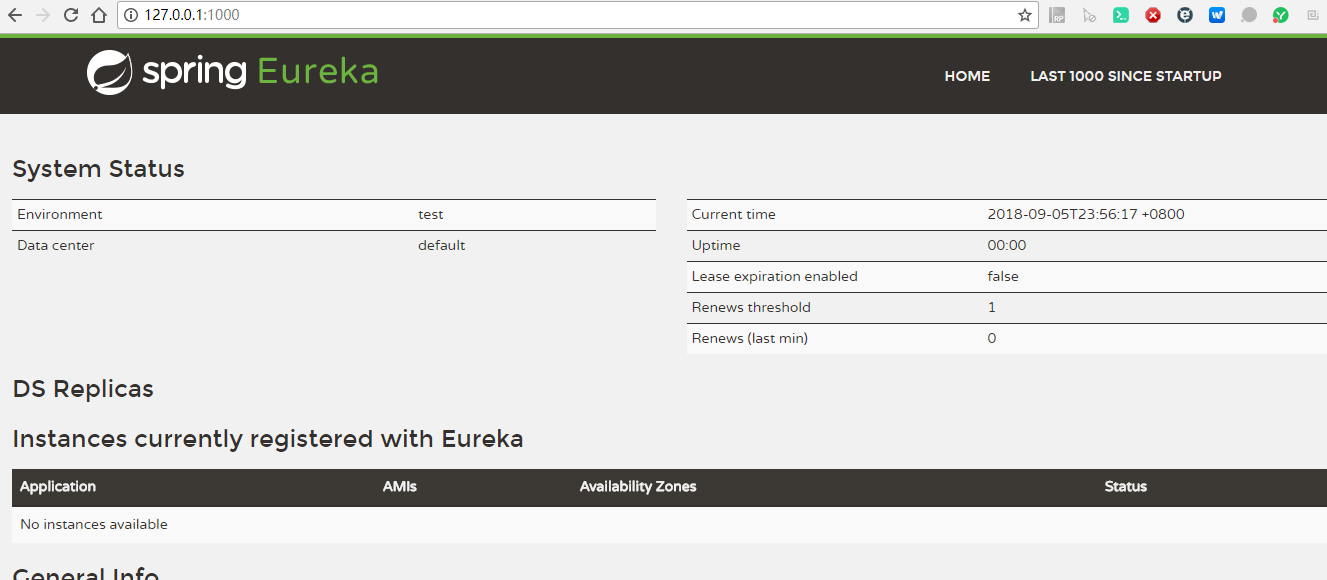 127.0.0.1:1000
spring Eureka
HOME LAST 1000 SINCE STARTUP
System Status
Environment test
Data center default
Current time 2018-09-05T23:56:17 +0800
Uptime 00:00
Lease expiration enabled false
Renews threshold 1
Renews (last min) 0
DS Replicas
Instances currently registered with Eureka
Application AMIs Availability Zones Status
No instances available
General Info